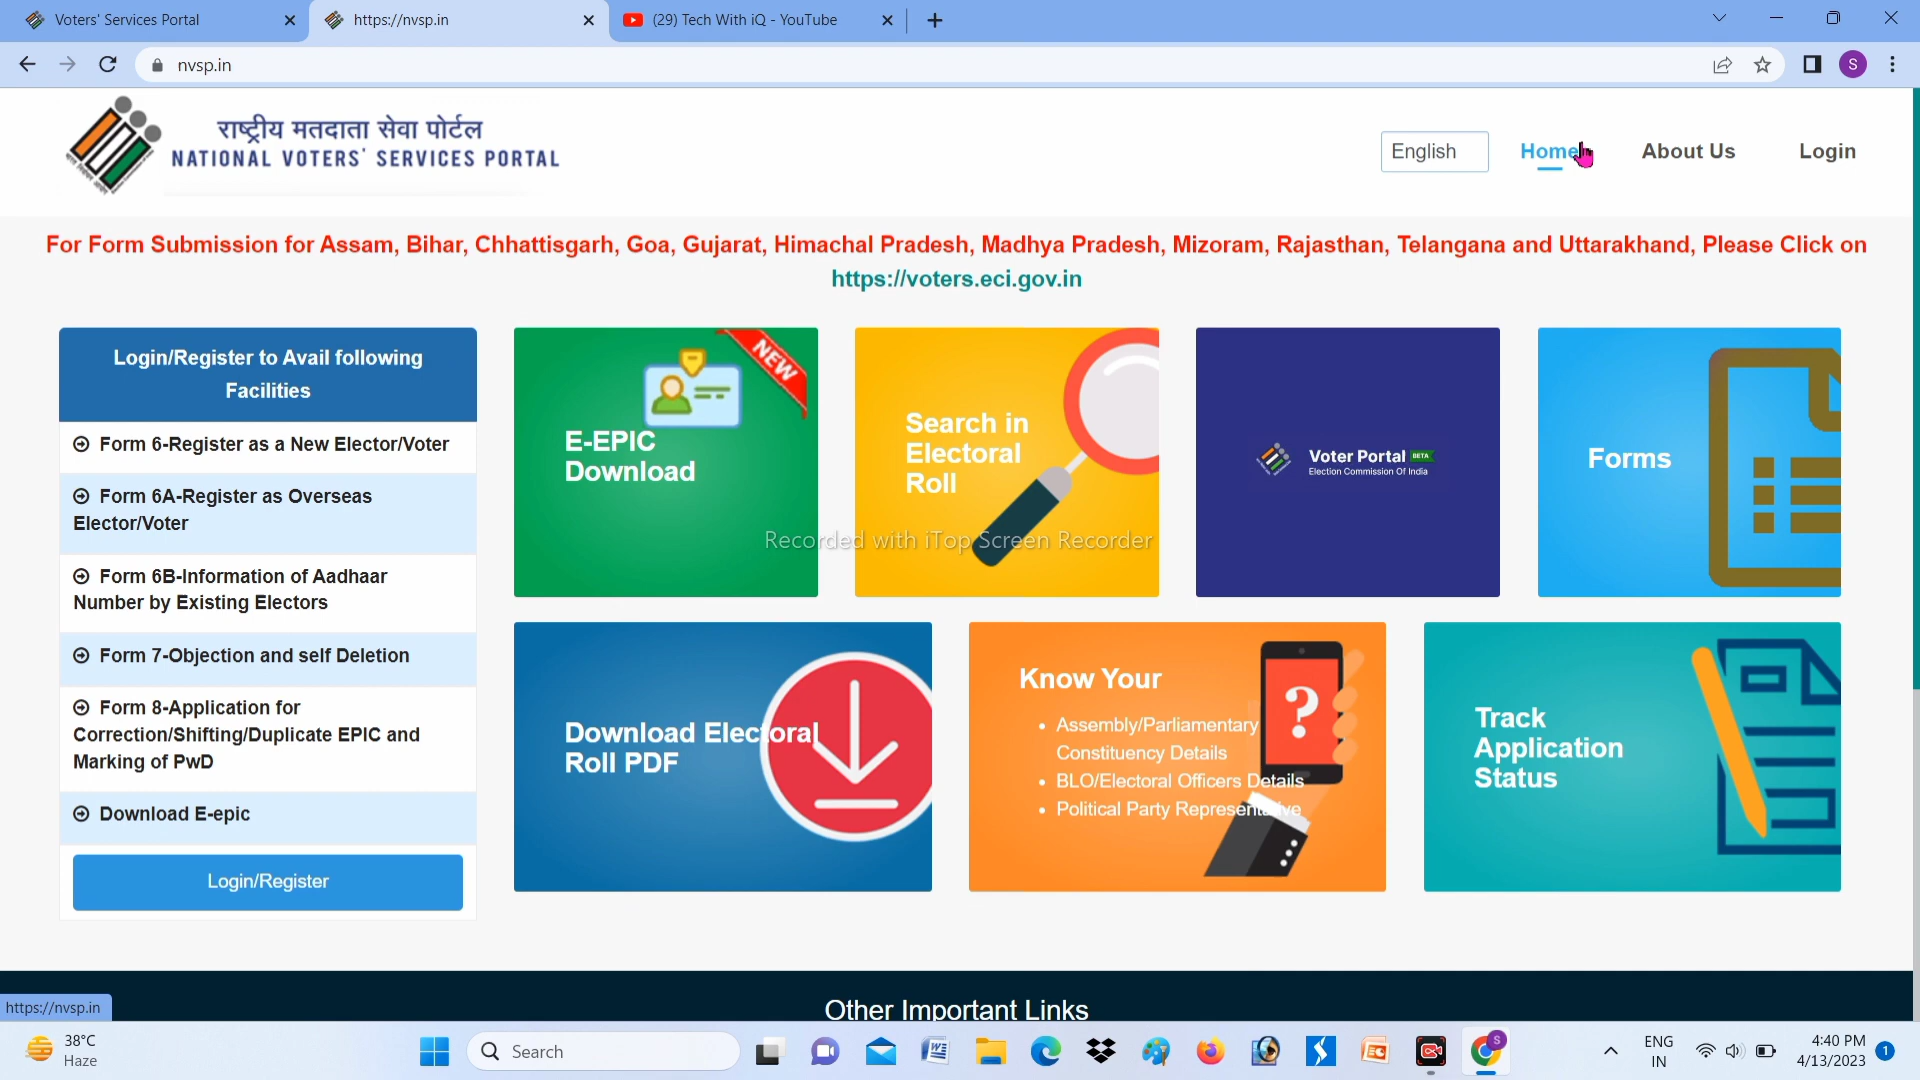 Voters' Services Portal
https://nvsp.in
(29) Tech With iQ - YouTube
nvsp.in
S
राष्ट्रीय मतदाता सेवा पोर्टल
NATIONAL VOTERS' SERVICES PORTAL
English
Home
About Us
Login
For Form Submission for Assam, Bihar, Chhattisgarh, Goa, Gujarat, Himachal Pradesh, Madhya Pradesh, Mizoram, Rajasthan, Telangana and Uttarakhand, Please Click on
https://voters.eci.gov.in
Login/Register to Avail following
Facilities
Form 6-Register as a New Elector/Voter
Form 6A-Register as Overseas
Elector/Voter
Form 6B-Information of Aadhaar
Number by Existing Electors
Form 7-Objection and self Deletion
Form 8-Application for
Correction/Shifting/Duplicate EPIC and
Marking of PwD
Download E-epic
Login/Register
NEW
E-EPIC
Download
Search in
Electoral
Roll
Voter Portal BETA
Election Commission Of India
Forms
Recorded with iTop Screen Recorder
Download Electoral
Roll PDF
Know Your
• Assembly/Parliamentary
Constituency Details
• BLO/Electoral Officers Details
• Political Party Representative
?
Track
Application
Status
Other Important Links
https://nvsp.in
38°C
Haze
Search
S
ENG
IN
4:40 PM
4/13/2023
1